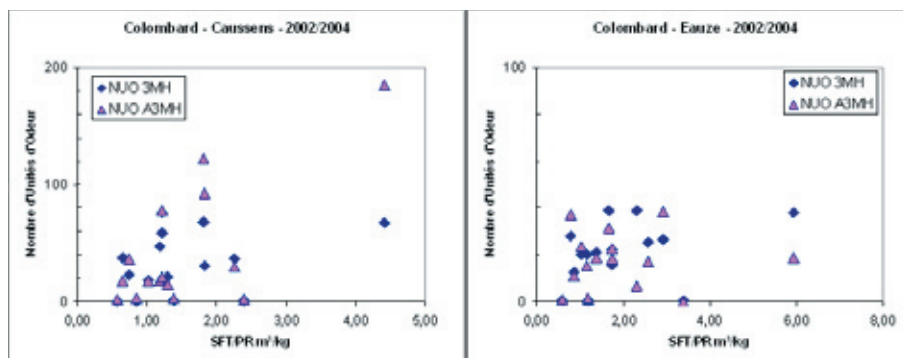 Colombard - Caussens - 2002/2004
Nombre d'Unités d'Odeur
200
100
0
NUO 3MH
NUO A3MH
0,00 1,00 2,00 3,00 4,00 5,00
SFT/PR m²/kg
Colombard - Eauze - 2002/2004
Nombre d'Unités d'Odeur
100
0
NUO 3MH
NUO A3MH
0,00 2,00 4,00 6,00 8,00
SFT/PR m²/kg